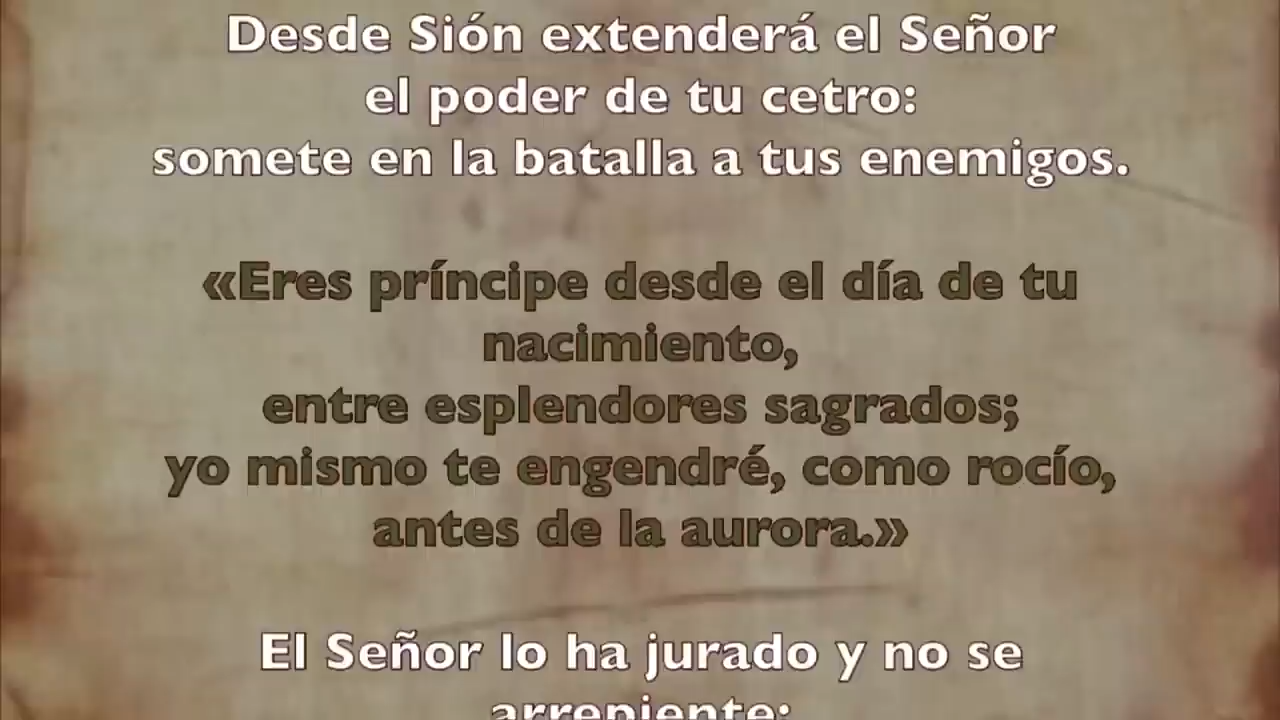 Desde Sión extenderá el Señor
el poder de tu cetro:
somete en la batalla a tus enemigos.
«Eres príncipe desde el día de tu
nacimiento,
entre esplendores sagrados;
yo mismo te engendré, como rocío,
antes de la aurora.»
El Señor lo ha jurado y no se
arrepiente: